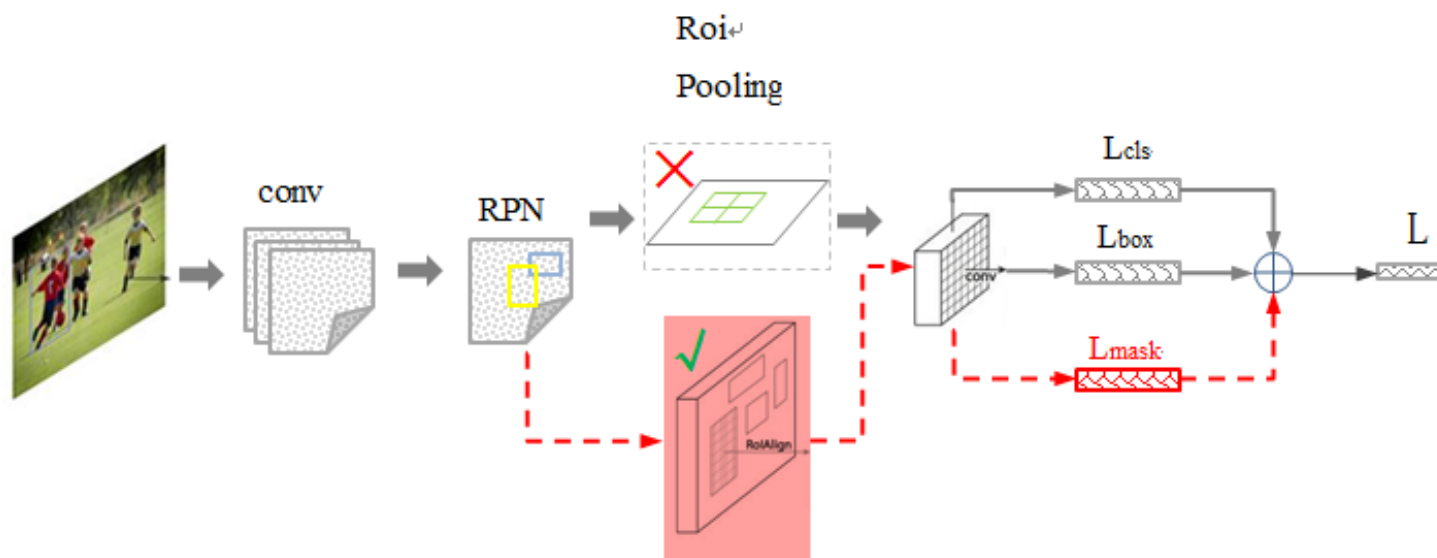 Roi↵
Pooling
conv
RPN
RoIAlign
conv
Lcls
Lbox
Lmask
L